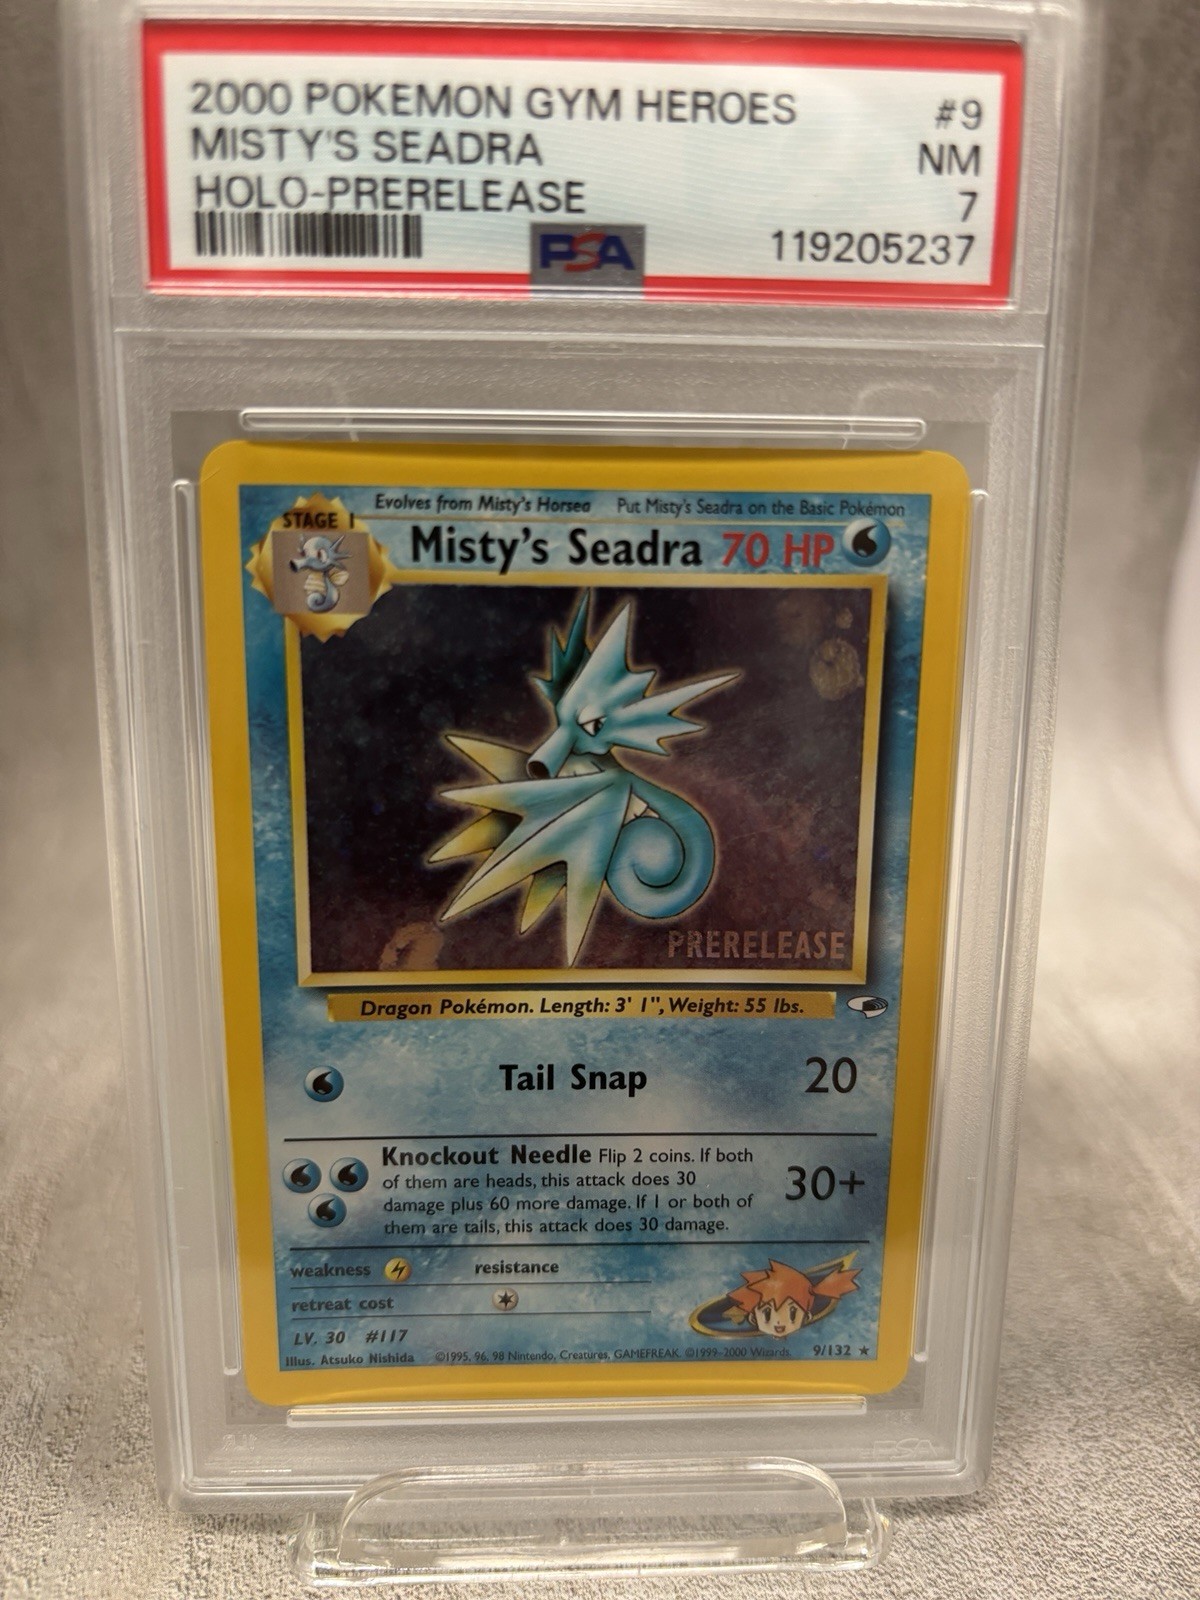 2000 POKEMON GYM HEROES #9
MISTY'S SEADRA NM
HOLO-PRERELEASE 7
PSA 119205237
Evolves from Misty's Horsea Put Misty's Seadra on the Basic Pokémon
STAGE 1
Misty's Seadra 70 HP
PRERELEASE
Dragon Pokémon. Length: 3' 1", Weight: 55 lbs.
Tail Snap 20
Knockout Needle Flip 2 coins. If both
of them are heads, this attack does 30
damage plus 60 more damage. If 1 or both of
them are tails, this attack does 30 damage.
30+
weakness resistance
retreat cost
LV. 30 #117
Illus. Atsuko Nishida ©1995, 96, 98 Nintendo, Creatures, GAMEFREAK. ©1999-2000 Wizards. 9/132 ★
PSA